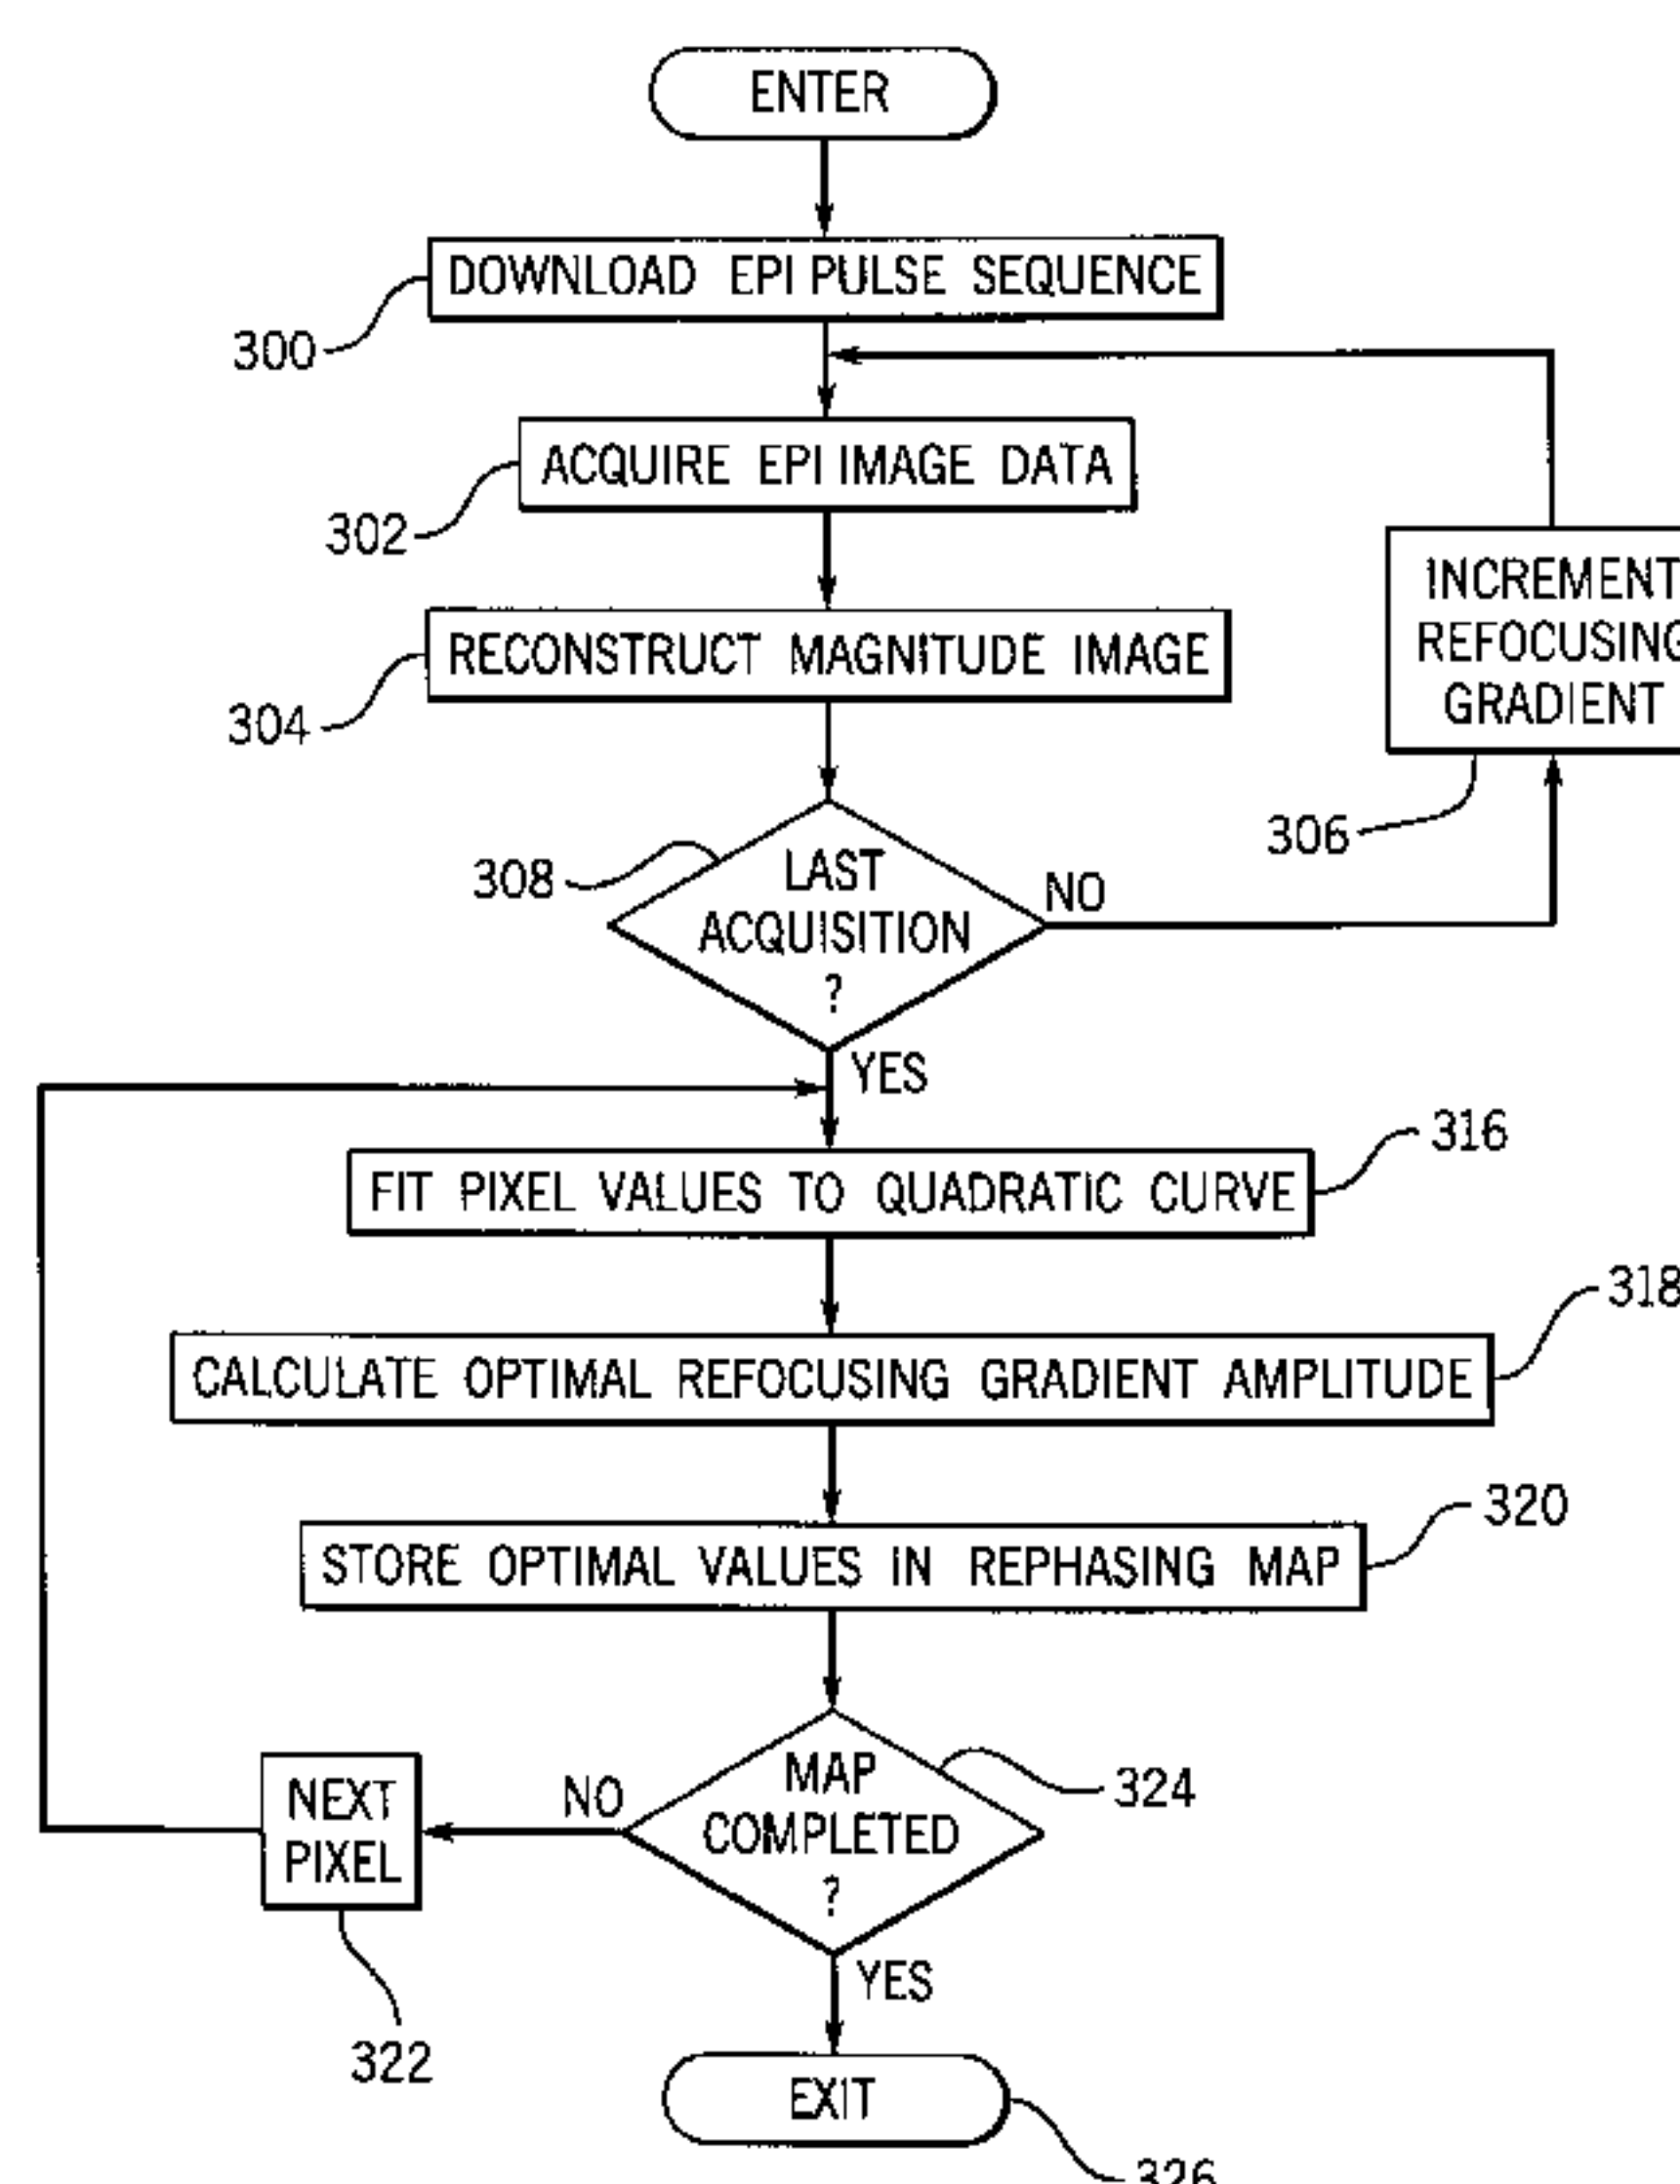 ENTER
DOWNLOAD EPI PULSE SEQUENCE
300
ACQUIRE EPI IMAGE DATA
302
INCREMENT
REFOCUSING
GRADIENT
306
RECONSTRUCT MAGNITUDE IMAGE
304
308
LAST
ACQUISITION
?
NO
YES
316
FIT PIXEL VALUES TO QUADRATIC CURVE
318
CALCULATE OPTIMAL REFOCUSING GRADIENT AMPLITUDE
320
STORE OPTIMAL VALUES IN REPHASING MAP
MAP
COMPLETED
?
324
NO
NEXT
PIXEL
322
YES
EXIT
326